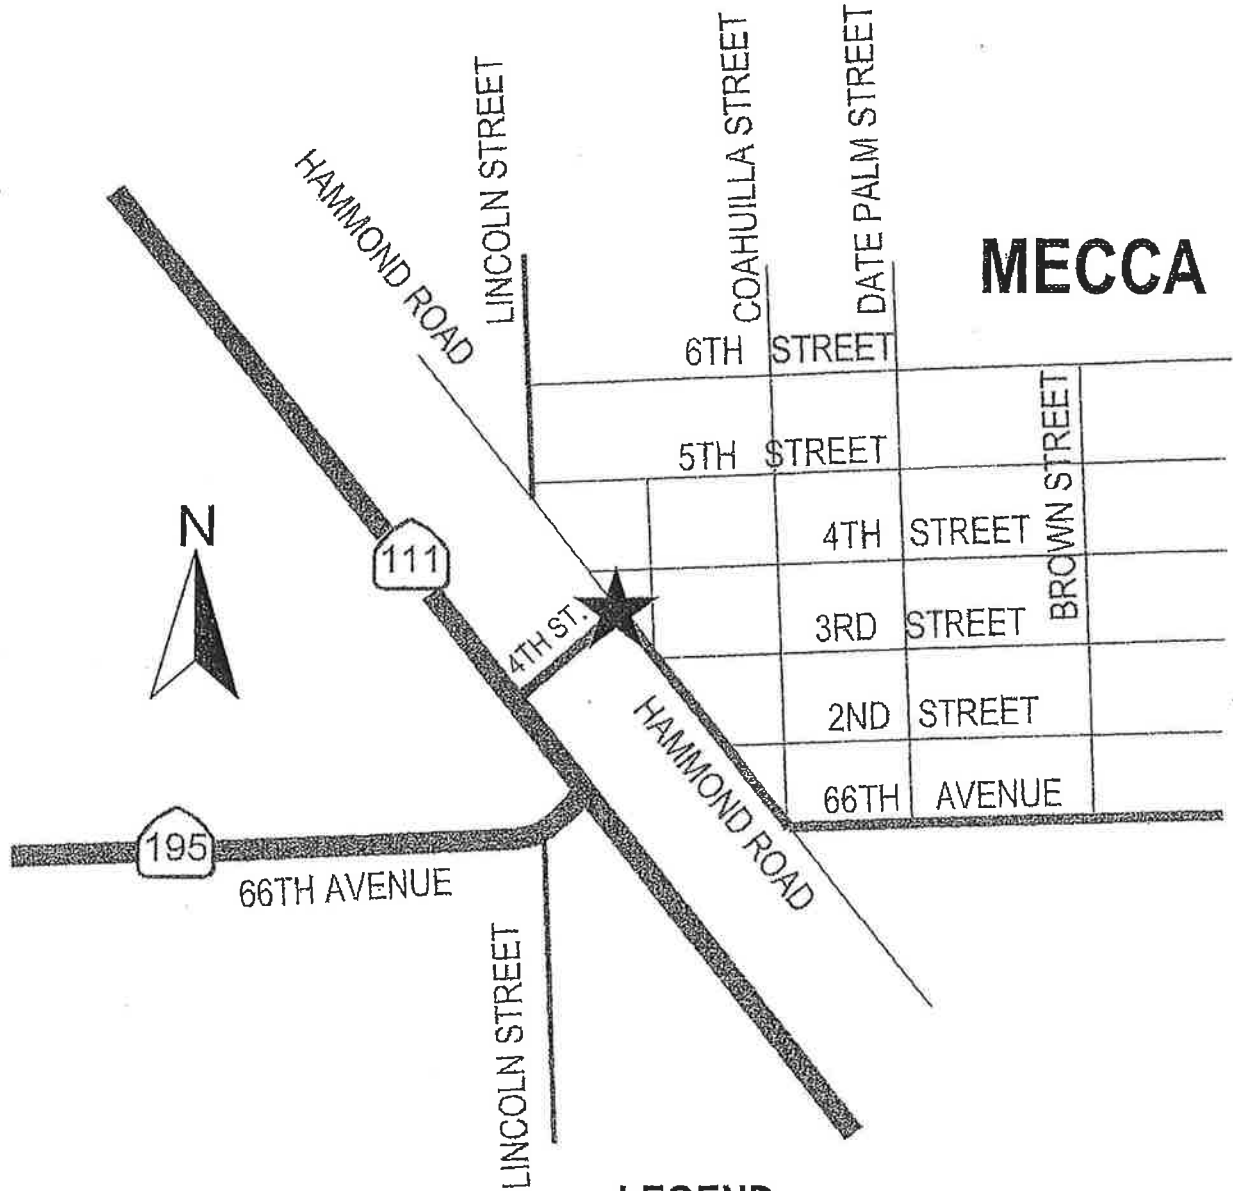 COAHUILLA STREET
DATE PALM STREET
LINCOLN STREET
HAMMOND ROAD
MECCA
6TH STREET
5TH STREET
BROWN STREET
N
4TH STREET
111
4TH ST.
3RD STREET
2ND STREET
HAMMOND ROAD
66TH AVENUE
195
66TH AVENUE
LINCOLN STREET
LEGEND